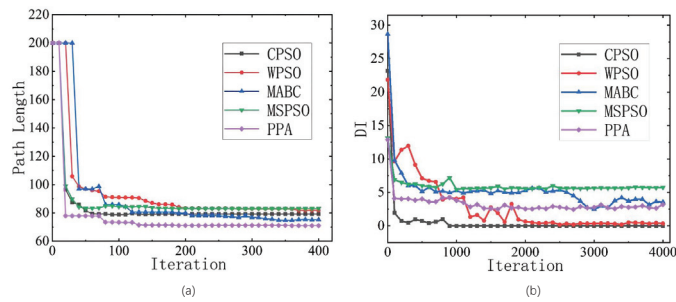 (a)
220
200
180
160
140
120
100
80
60
Path Length
CPSO
WPSO
MABC
MSPSO
PPA
0 100 200 300 400
Iteration
(b)
30
25
20
15
10
5
0
DI
CPSO
WPSO
MABC
MSPSO
PPA
0 1000 2000 3000 4000
Iteration
(a)
(b)